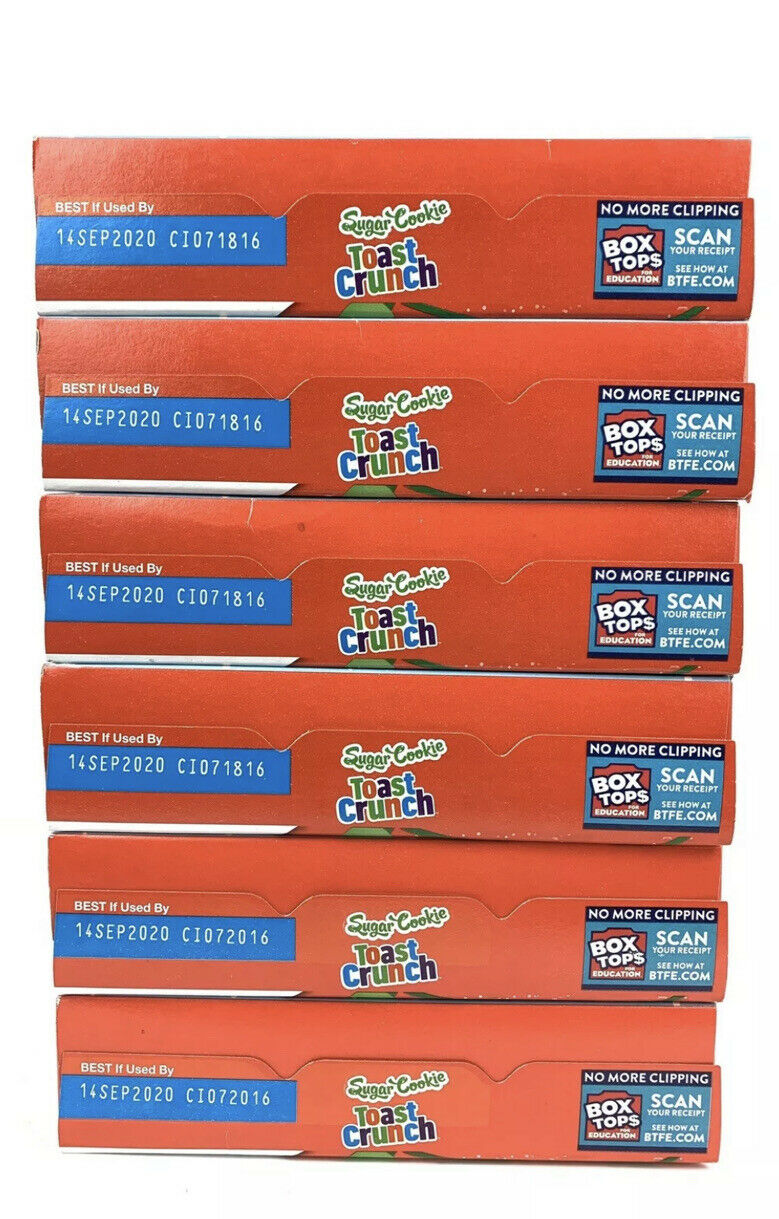 BEST If Used By
14SEP2020 CI071816
Sugar Cookie
Toast
Crunch
NO MORE CLIPPING
BOX
TOP$
FOR
EDUCATION
SCAN
YOUR RECEIPT
SEE HOW AT
BTFE.COM
BEST If Used By
14SEP2020 CI071816
Sugar Cookie
Toast
Crunch
NO MORE CLIPPING
BOX
TOP$
FOR
EDUCATION
SCAN
YOUR RECEIPT
SEE HOW AT
BTFE.COM
BEST If Used By
14SEP2020 CI071816
Sugar Cookie
Toast
Crunch
NO MORE CLIPPING
BOX
TOP$
FOR
EDUCATION
SCAN
YOUR RECEIPT
SEE HOW AT
BTFE.COM
BEST If Used By
14SEP2020 CI071816
Sugar Cookie
Toast
Crunch
NO MORE CLIPPING
BOX
TOP$
FOR
EDUCATION
SCAN
YOUR RECEIPT
SEE HOW AT
BTFE.COM
BEST If Used By
14SEP2020 CI072016
Sugar Cookie
Toast
Crunch
NO MORE CLIPPING
BOX
TOP$
FOR
EDUCATION
SCAN
YOUR RECEIPT
SEE HOW AT
BTFE.COM
BEST If Used By
14SEP2020 CI072016
Sugar Cookie
Toast
Crunch
NO MORE CLIPPING
BOX
TOP$
FOR
EDUCATION
SCAN
YOUR RECEIPT
SEE HOW AT
BTFE.COM